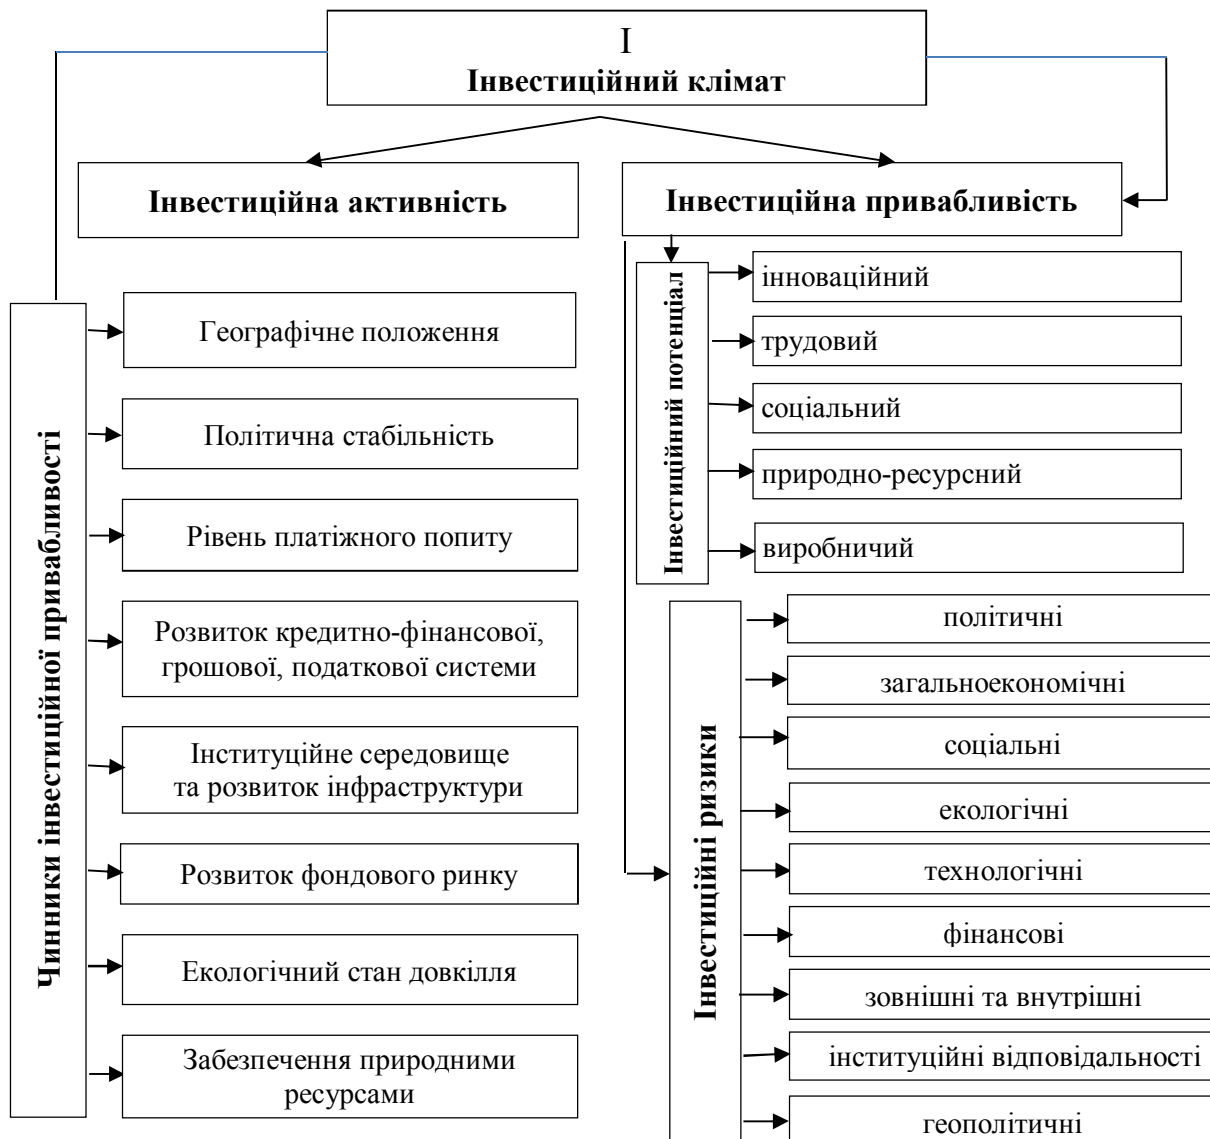 І
Інвестиційний клімат
Інвестиційна активність
Інвестиційна привабливість
Чинники інвестиційної привабливості
Географічне положення
Політична стабільність
Рівень платіжного попиту
Розвиток кредитно-фінансової,
грошової, податкової системи
Інституційне середовище
та розвиток інфраструктури
Розвиток фондового ринку
Екологічний стан довкілля
Забезпечення природними
ресурсами
Інвестиційний потенціал
інноваційний
трудовий
соціальний
природно-ресурсний
виробничий
Інвестиційні ризики
політичні
загальноекономічні
соціальні
екологічні
технологічні
фінансові
зовнішні та внутрішні
інституційні відповідальності
геополітичні